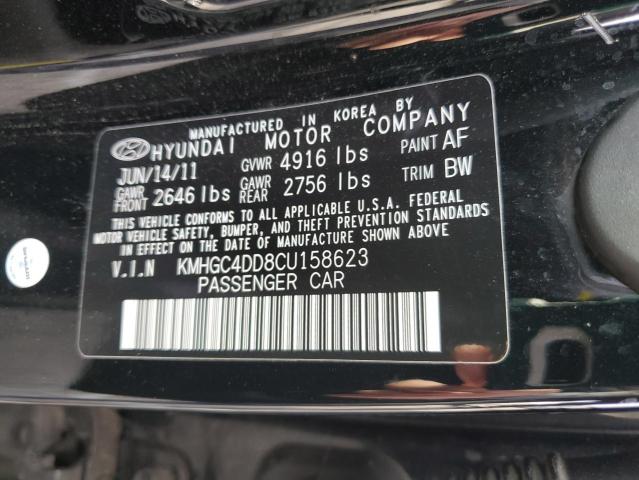 MANUFACTURED IN KOREA BY
HYUNDAI MOTOR COMPANY
JUN/14/11 GVWR 4916 lbs PAINT AF
GAWR FRONT 2646 lbs GAWR REAR 2756 lbs TRIM BW
THIS VEHICLE CONFORMS TO ALL APPLICABLE U.S.A. FEDERAL
MOTOR VEHICLE SAFETY, BUMPER, AND THEFT PREVENTION STANDARDS
IN EFFECT ON THE DATE OF MANUFACTURE SHOWN ABOVE.
V.I.N KMHGC4DD8CU158623
PASSENGER CAR